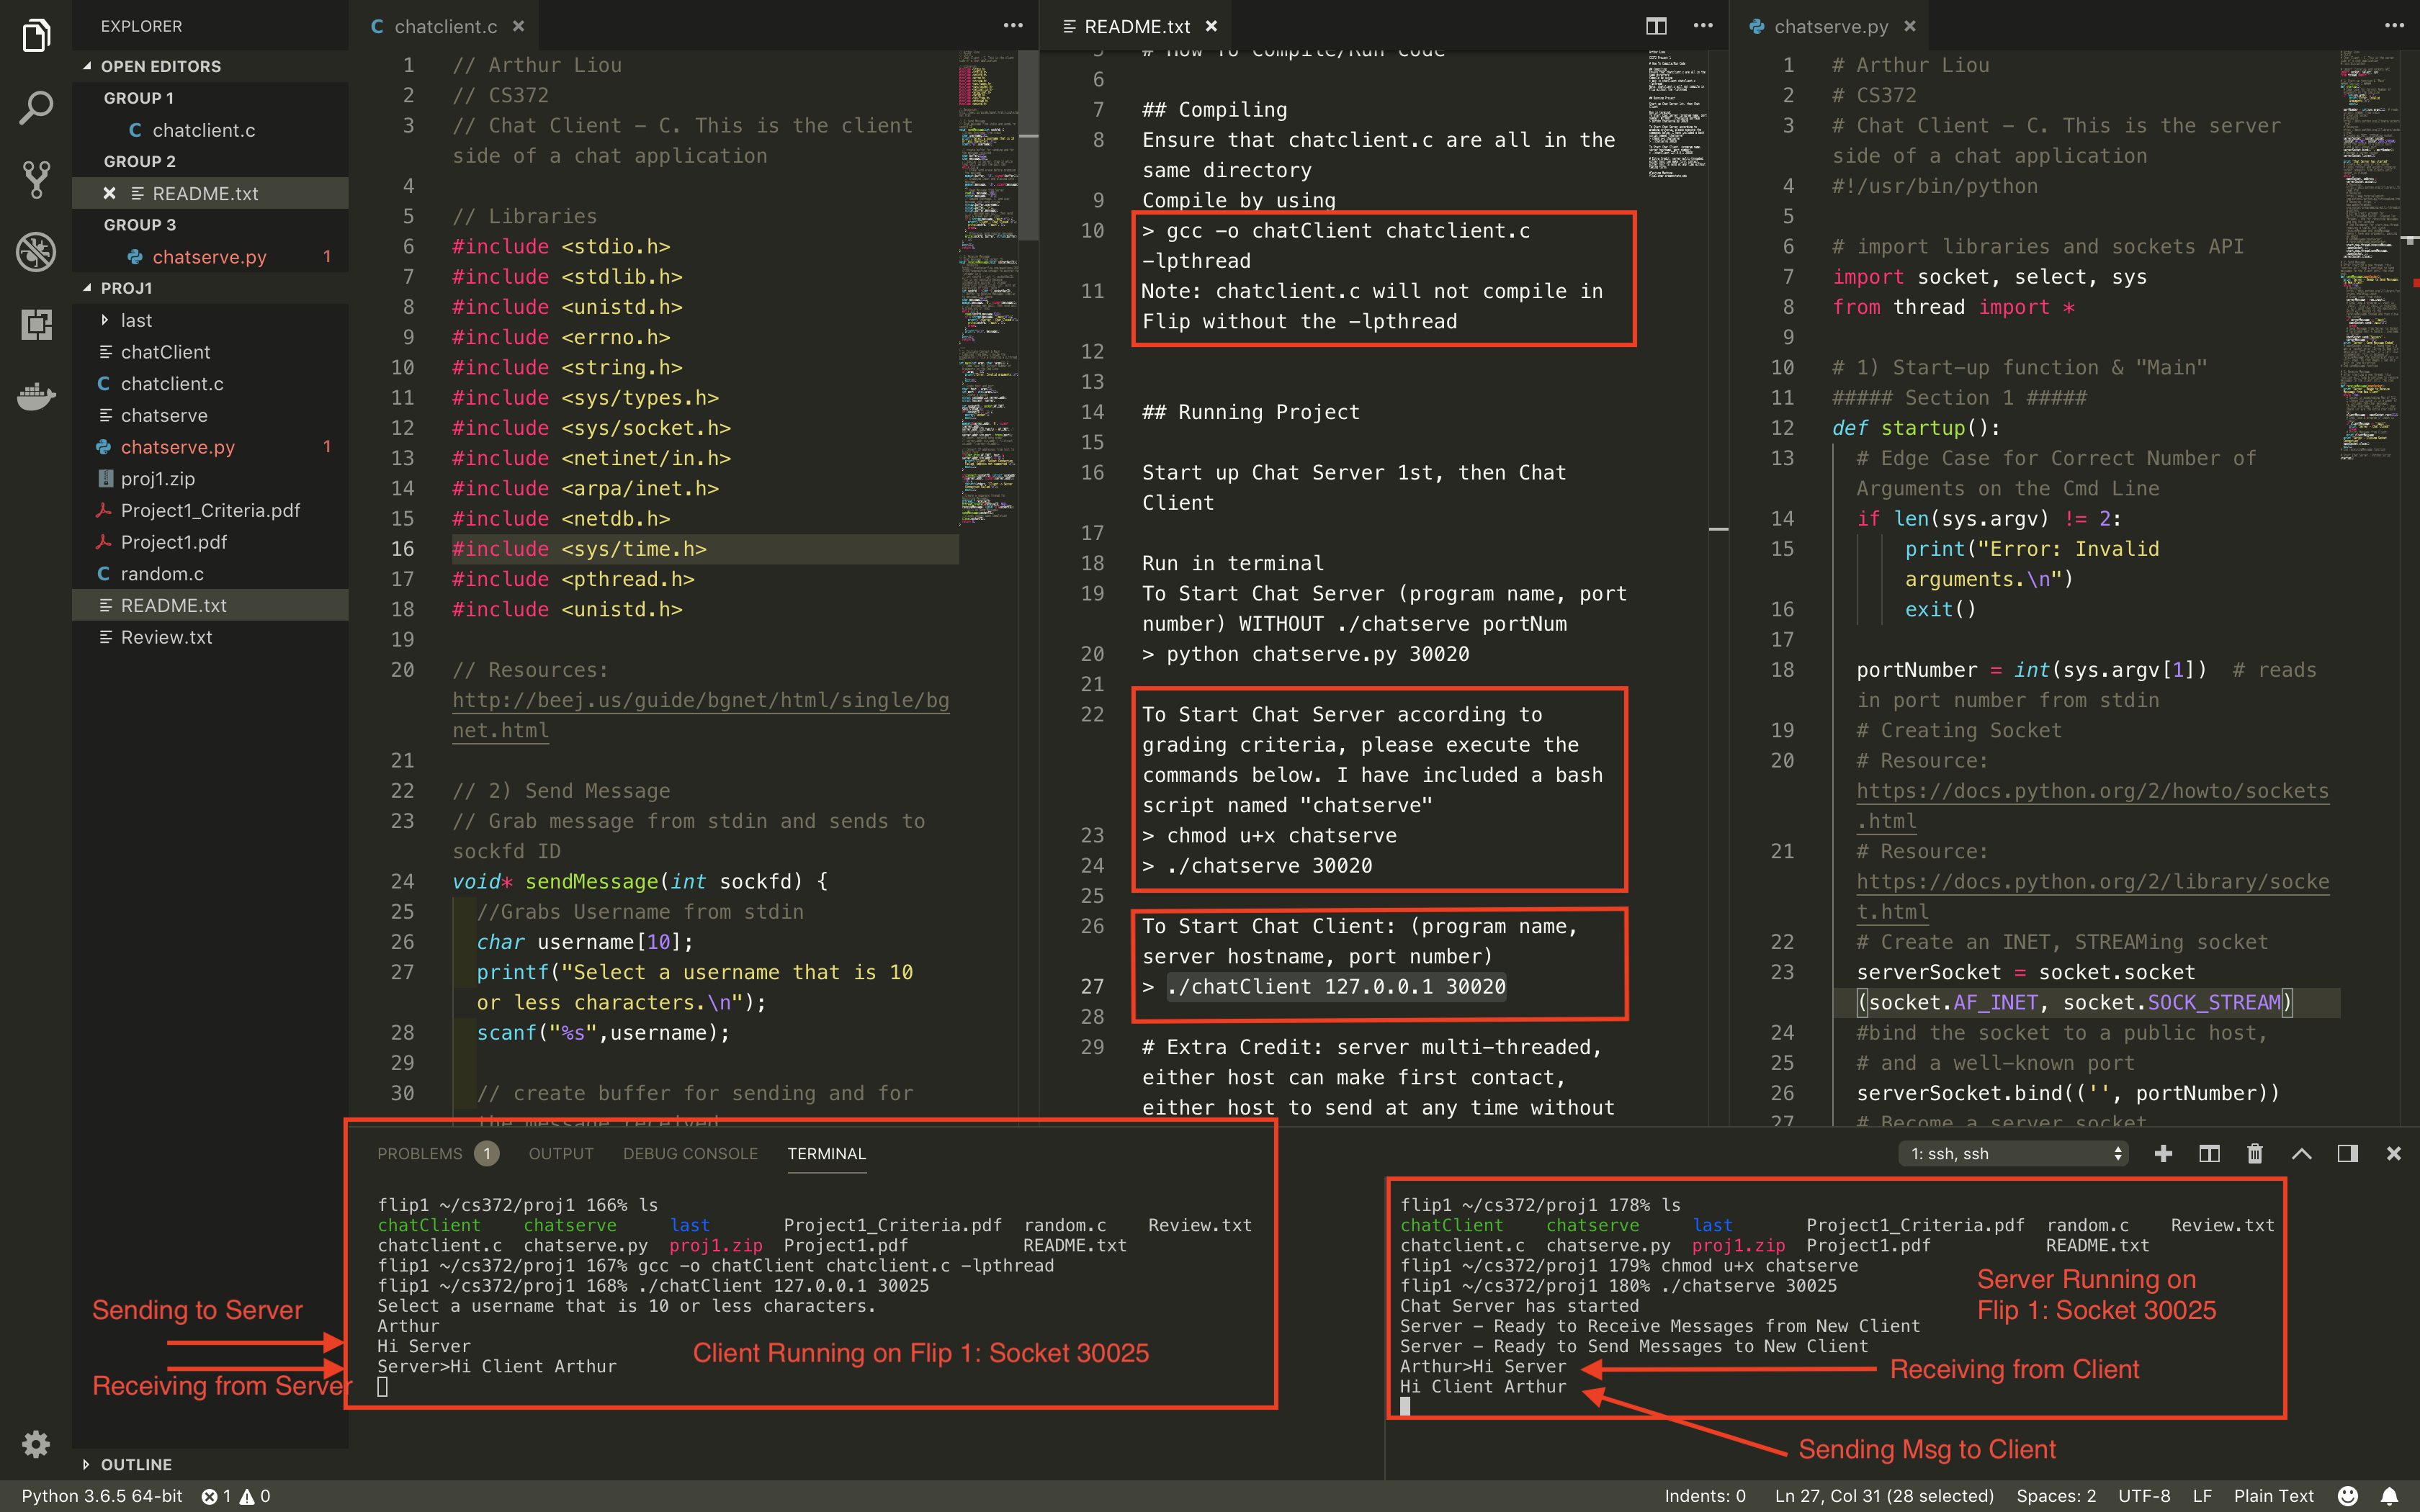 EXPLORER
OPEN EDITORS
GROUP 1
chatclient.c
GROUP 2
README.txt
GROUP 3
chatserve.py 1
PROJ1
last
chatClient
chatclient.c
chatserve
chatserve.py 1
proj1.zip
Project1_Criteria.pdf
Project1.pdf
random.c
README.txt
Review.txt
OUTLINE
chatclient.c
1 // Arthur Liou
2 // CS372
3 // Chat Client - C. This is the client
side of a chat application
4
5 // Libraries
6 #include <stdio.h>
7 #include <stdlib.h>
8 #include <unistd.h>
9 #include <errno.h>
10 #include <string.h>
11 #include <sys/types.h>
12 #include <sys/socket.h>
13 #include <netinet/in.h>
14 #include <arpa/inet.h>
15 #include <netdb.h>
16 #include <sys/time.h>
17 #include <pthread.h>
18 #include <unistd.h>
19
20 // Resources:
http://beej.us/guide/bgnet/html/single/bg
net.html
21
22 // 2) Send Message
23 // Grab message from stdin and sends to
sockfd ID
24 void* sendMessage(int sockfd) {
25 //Grabs Username from stdin
26 char username[10];
27 printf("Select a username that is 10
or less characters.\n");
28 scanf("%s",username);
29
30 // create buffer for sending and for
the message received
README.txt
5 # How To Compile/Run Code
6
7 ## Compiling
8 Ensure that chatclient.c are all in the
same directory
9 Compile by using
10 > gcc -o chatClient chatclient.c
-lpthread
11 Note: chatclient.c will not compile in
Flip without the -lpthread
12
13
14 ## Running Project
15
16 Start up Chat Server 1st, then Chat
Client
17
18 Run in terminal
19 To Start Chat Server (program name, port
number) WITHOUT ./chatserve portNum
20 > python chatserve.py 30020
21
22 To Start Chat Server according to
grading criteria, please execute the
commands below. I have included a bash
script named "chatserve"
23 > chmod u+x chatserve
24 > ./chatserve 30020
25
26 To Start Chat Client: (program name,
server hostname, port number)
27 > ./chatClient 127.0.0.1 30020
28
29 # Extra Credit: server multi-threaded,
either host can make first contact,
either host to send at any time without
chatserve.py
1 # Arthur Liou
2 # CS372
3 # Chat Client - C. This is the server
side of a chat application
4 #!/usr/bin/python
5
6 # import libraries and sockets API
7 import socket, select, sys
8 from thread import *
9
10 # 1) Start-up function & "Main"
11 ##### Section 1 #####
12 def startup():
13 # Edge Case for Correct Number of
Arguments on the Cmd Line
14 if len(sys.argv) != 2:
15 print("Error: Invalid
arguments.\n")
16 exit()
17
18 portNumber = int(sys.argv[1]) # reads
in port number from stdin
19 # Creating Socket
20 # Resource:
https://docs.python.org/2/howto/sockets
.html
21 # Resource:
https://docs.python.org/2/library/socke
t.html
22 # Create an INET, STREAMing socket
23 serverSocket = socket.socket
(socket.AF_INET, socket.SOCK_STREAM)
24 #bind the socket to a public host,
25 # and a well-known port
26 serverSocket.bind(('', portNumber))
27 # Become a server socket
PROBLEMS 1 OUTPUT DEBUG CONSOLE TERMINAL
1: ssh, ssh
flip1 ~/cs372/proj1 166% ls
chatClient chatserve last Project1_Criteria.pdf random.c Review.txt
chatclient.c chatserve.py proj1.zip Project1.pdf README.txt
flip1 ~/cs372/proj1 167% gcc -o chatClient chatclient.c -lpthread
flip1 ~/cs372/proj1 168% ./chatClient 127.0.0.1 30025
Select a username that is 10 or less characters.
Arthur
Hi Server
Server>Hi Client Arthur
Sending to Server
Receiving from Server
Client Running on Flip 1: Socket 30025
flip1 ~/cs372/proj1 178% ls
chatClient chatserve last Project1_Criteria.pdf random.c Review.txt
chatclient.c chatserve.py proj1.zip Project1.pdf README.txt
flip1 ~/cs372/proj1 179% chmod u+x chatserve
flip1 ~/cs372/proj1 180% ./chatserve 30025
Chat Server has started
Server - Ready to Receive Messages from New Client
Server - Ready to Send Messages to New Client
Arthur>Hi Server
Hi Client Arthur
Server Running on
Flip 1: Socket 30025
Receiving from Client
Sending Msg to Client
Python 3.6.5 64-bit 1 0
Indents: 0 Ln 27, Col 31 (28 selected) Spaces: 2 UTF-8 LF Plain Text